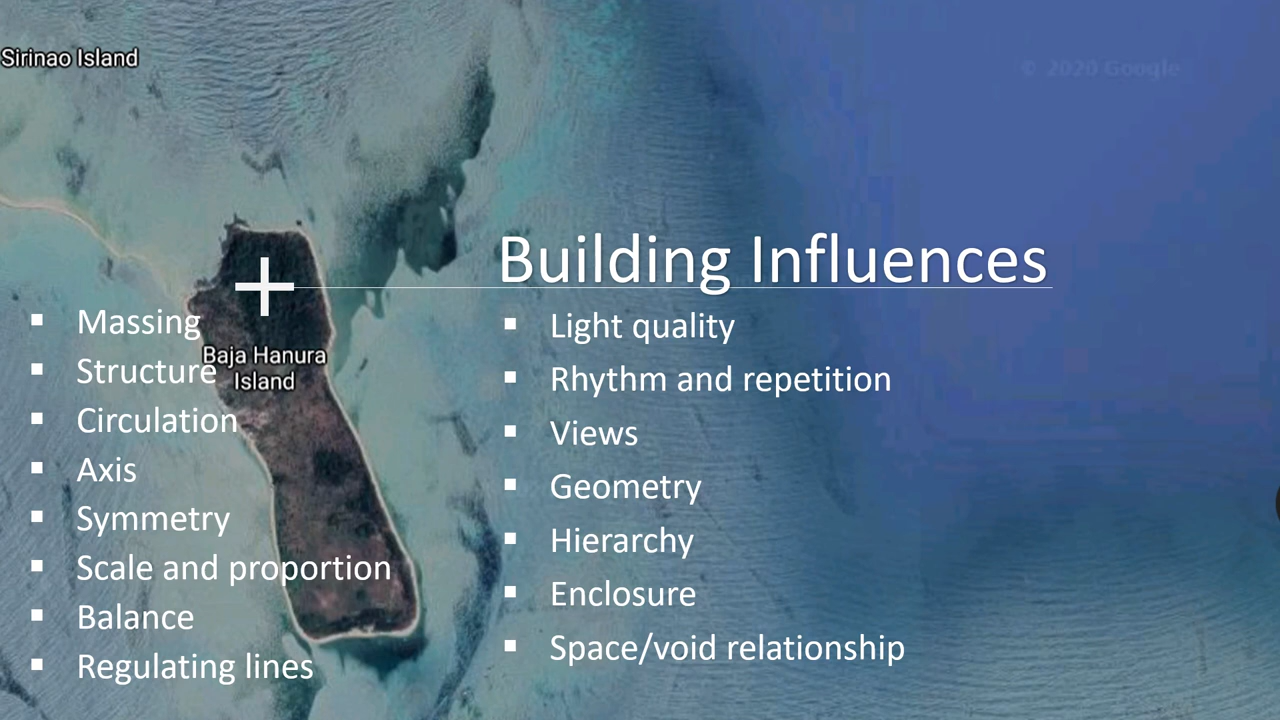 Sirinao Island
© 2020 Google
Building Influences
Massing
Structure
Circulation
Axis
Symmetry
Scale and proportion
Balance
Regulating lines
Baja Hanura
Island
Light quality
Rhythm and repetition
Views
Geometry
Hierarchy
Enclosure
Space/void relationship